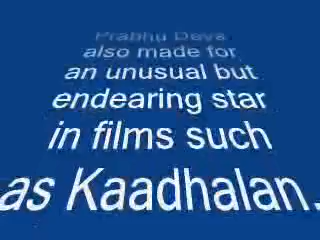 Prabhu Deva
also made for
an unusual but
endearing star
in films such
as Kaadhalan.